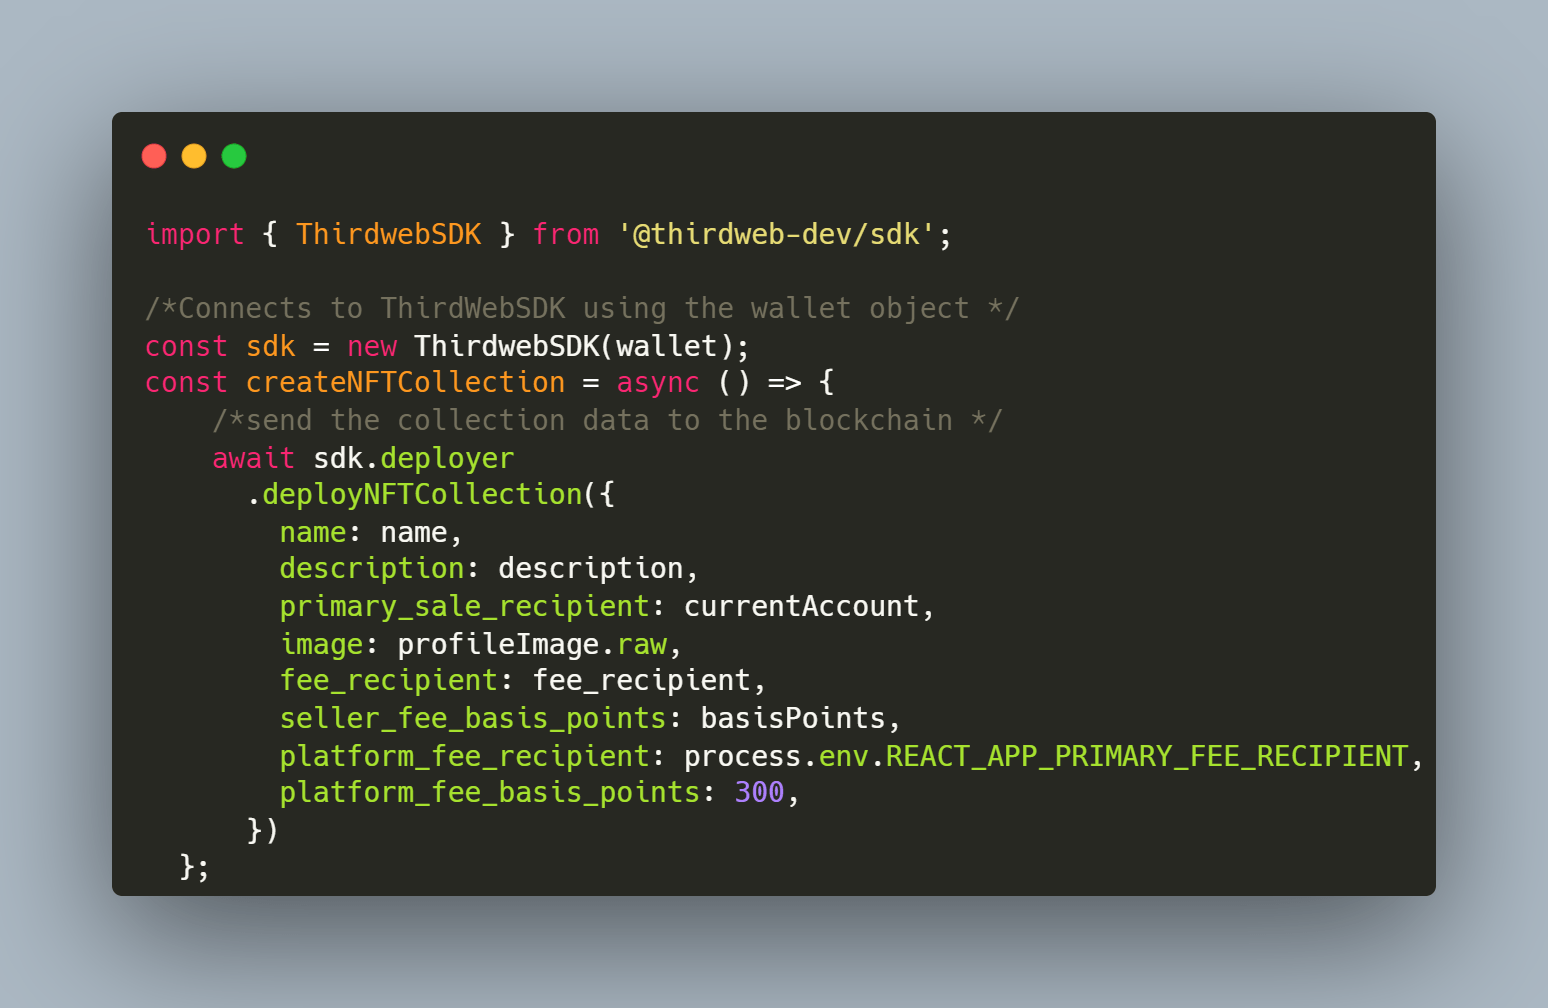 import { ThirdwebSDK } from '@thirdweb-dev/sdk';
/*Connects to ThirdWebSDK using the wallet object */
const sdk = new ThirdwebSDK(wallet);
const createNFTCollection = async () => {
/*send the collection data to the blockchain */
await sdk.deployer
.deployNFTCollection({
name: name,
description: description,
primary_sale_recipient: currentAccount,
image: profileImage.raw,
fee_recipient: fee_recipient,
seller_fee_basis_points: basisPoints,
platform_fee_recipient: process.env.REACT_APP_PRIMARY_FEE_RECIPIENT,
platform_fee_basis_points: 300,
})
};